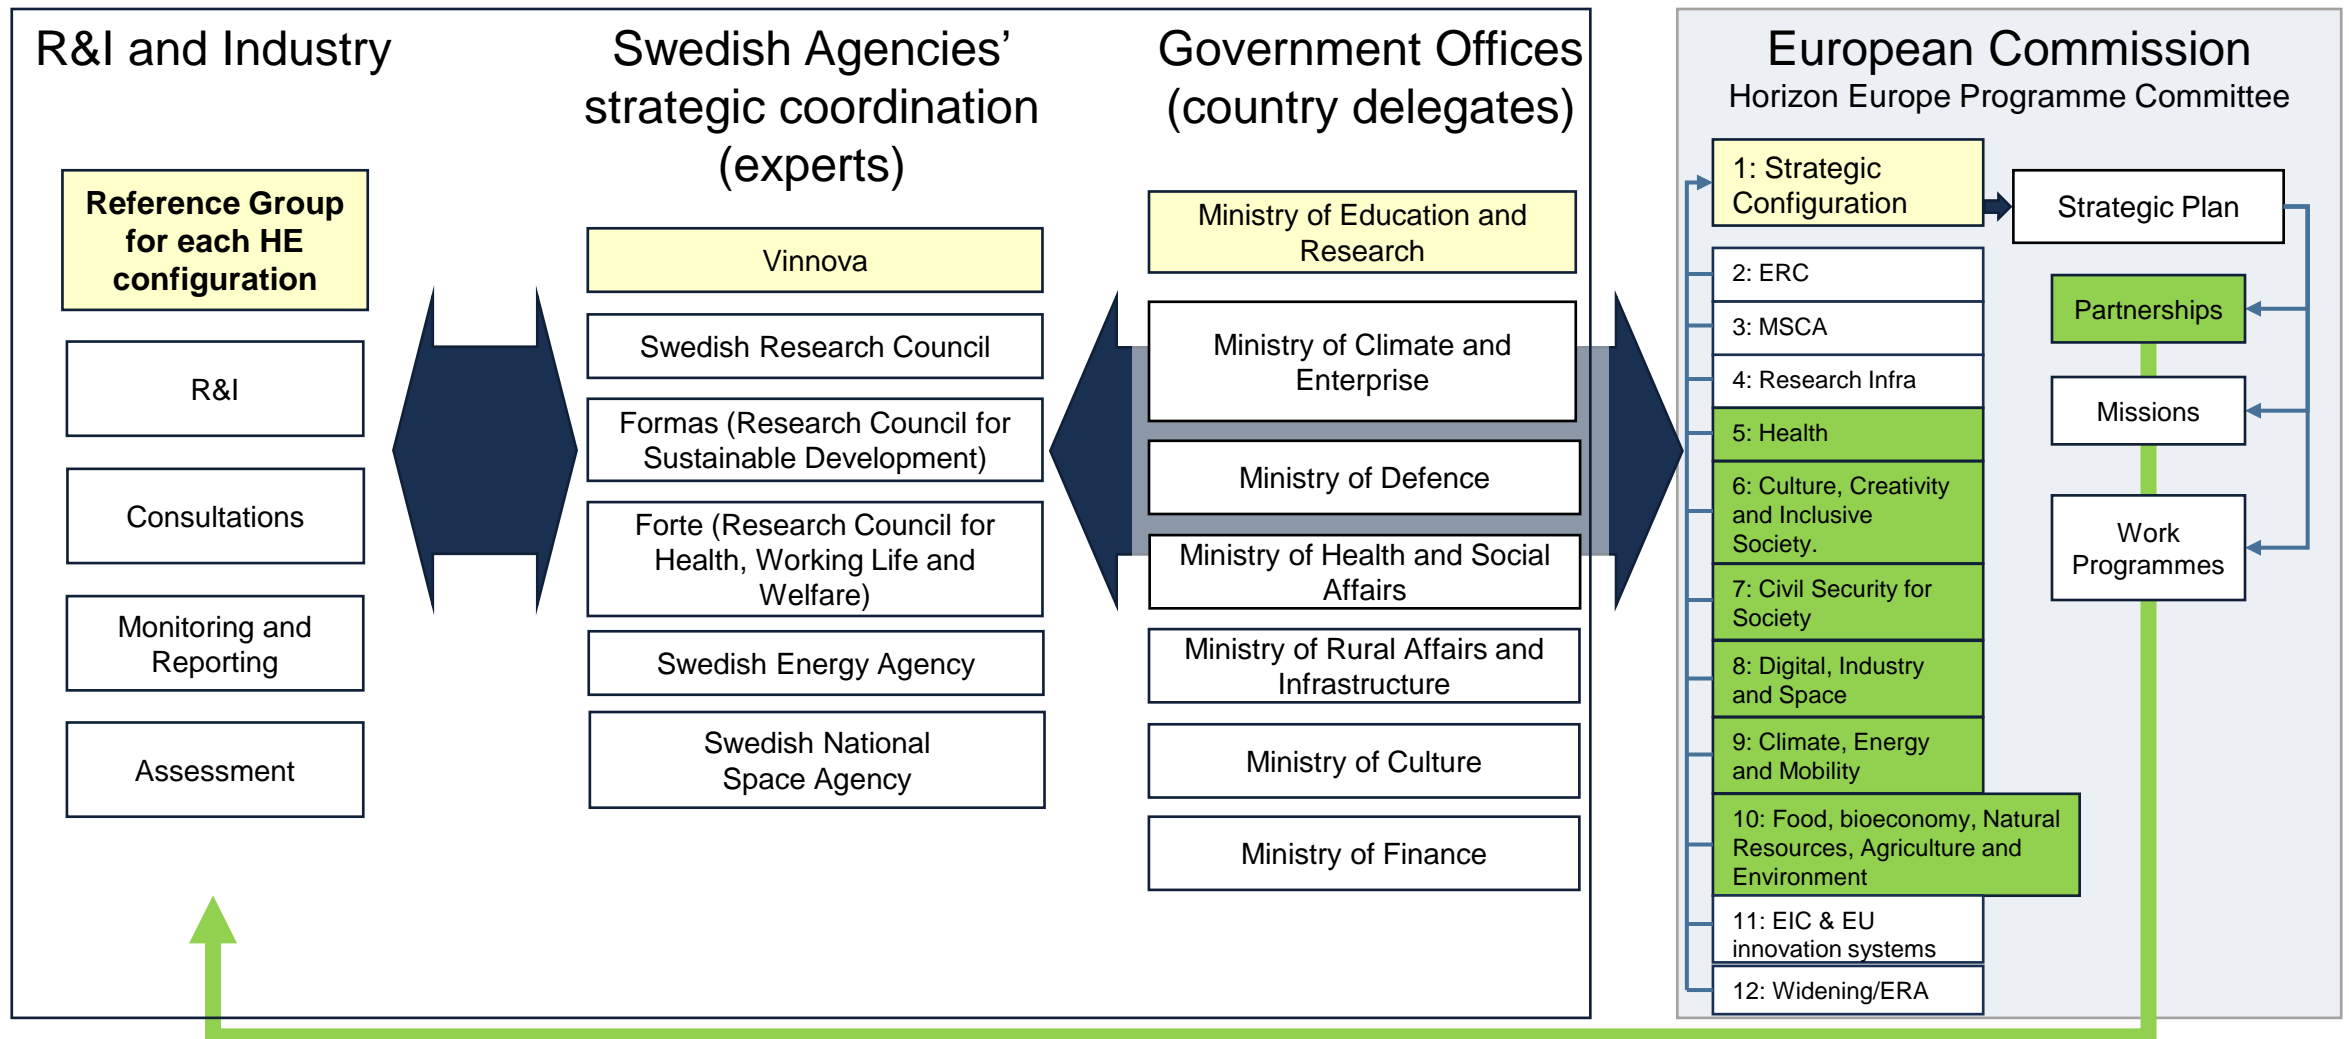 R&I and Industry
Reference Group
for each HE
configuration
R&I
Consultations
Monitoring and
Reporting
Assessment
Swedish Agencies’
strategic coordination
(experts)
Vinnova
Swedish Research Council
Formas (Research Council for
Sustainable Development)
Forte (Research Council for
Health, Working Life and
Welfare)
Swedish Energy Agency
Swedish National
Space Agency
Government Offices
(country delegates)
Ministry of Education and
Research
Ministry of Climate and
Enterprise
Ministry of Defence
Ministry of Health and Social
Affairs
Ministry of Rural Affairs and
Infrastructure
Ministry of Culture
Ministry of Finance
European Commission
Horizon Europe Programme Committee
1: Strategic
Configuration
2: ERC
3: MSCA
4: Research Infra
5: Health
6: Culture, Creativity
and Inclusive
Society.
7: Civil Security for
Society
8: Digital, Industry
and Space
9: Climate, Energy
and Mobility
10: Food, bioeconomy, Natural
Resources, Agriculture and
Environment
11: EIC & EU
innovation systems
12: Widening/ERA
Strategic Plan
Partnerships
Missions
Work
Programmes